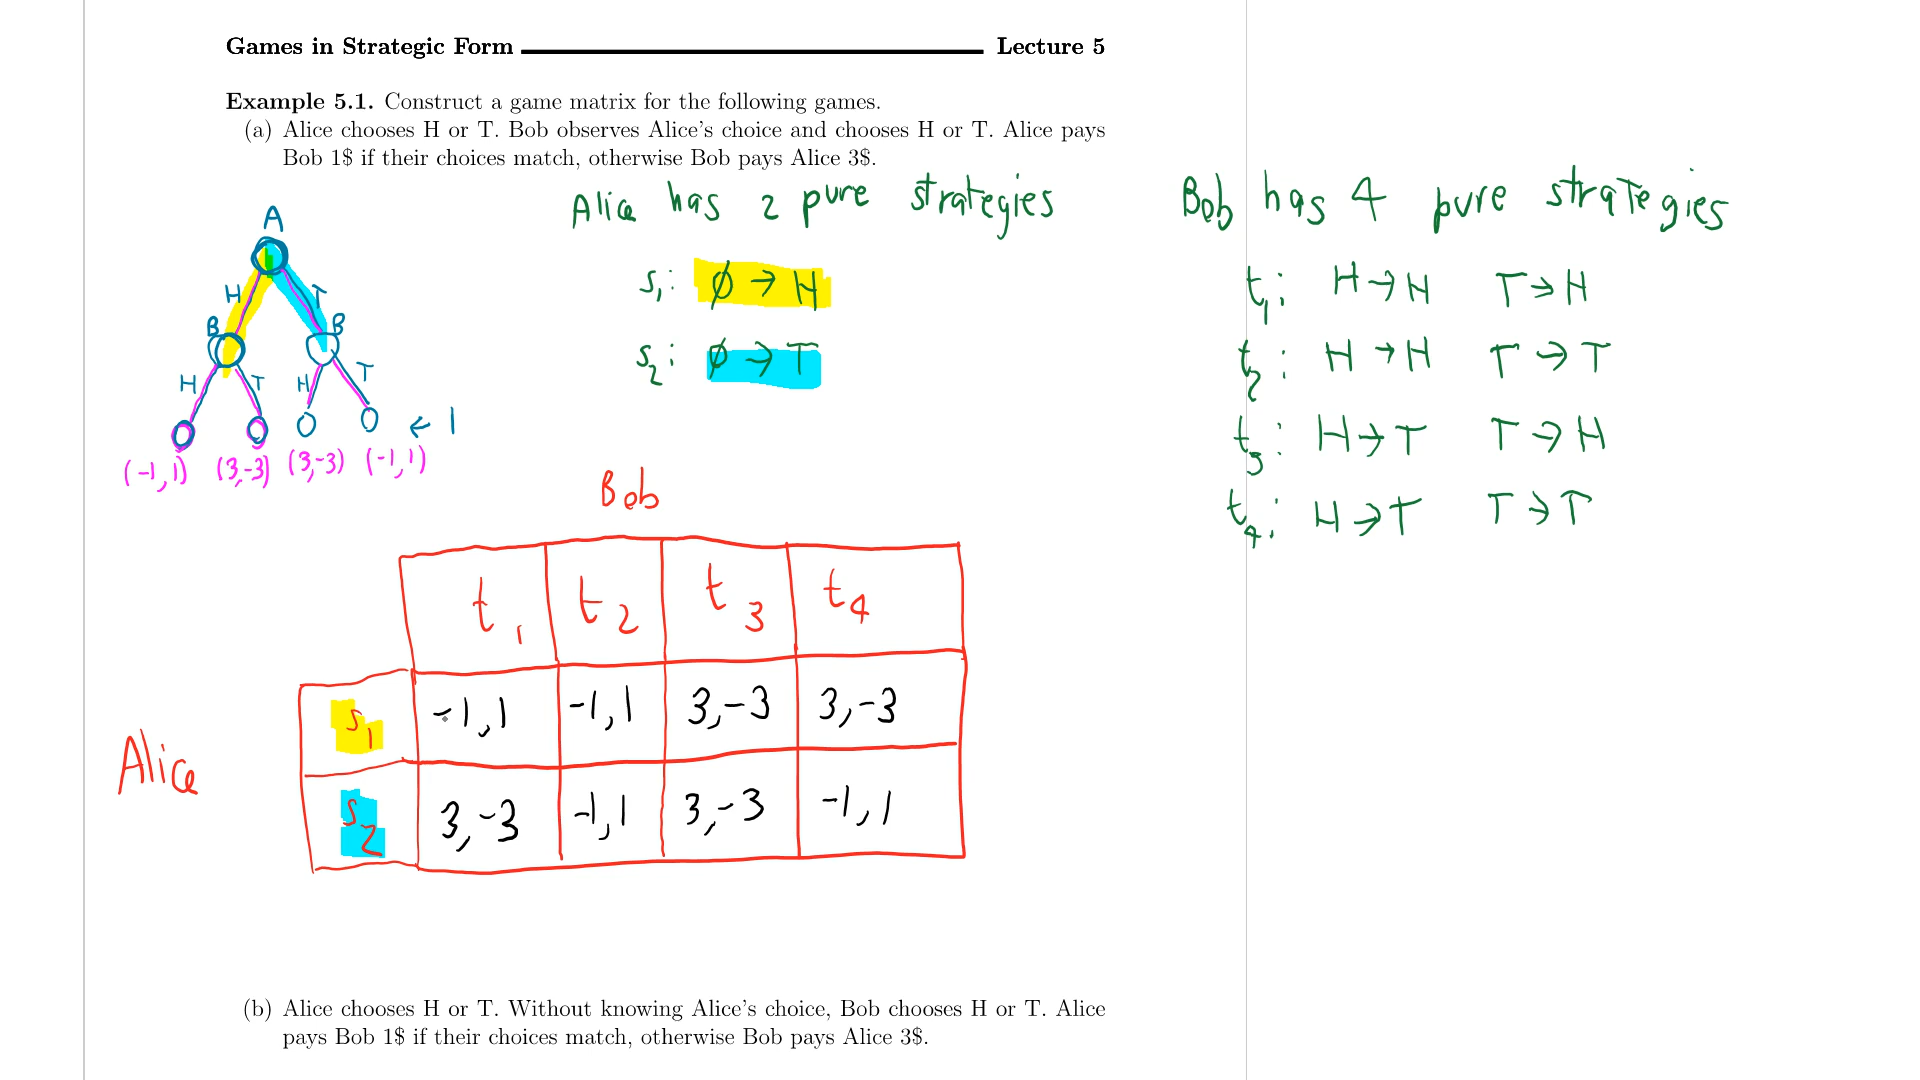 Games in Strategic Form Lecture 5
Example 5.1. Construct a game matrix for the following games.
(a) Alice chooses H or T. Bob observes Alice's choice and chooses H or T. Alice pays
Bob 1$ if their choices match, otherwise Bob pays Alice 3$.
Alice has 2 pure strategies
s₁: ∅ → H
s₂: ∅ → T
Bob has 4 pure strategies
t₁: H→H T→H
t₂: H→H T→T
t₃: H→T T→H
t₄: H→T T→T
A
H T
B B
H T H T
← 1
(-1,1) (3,-3) (3,-3) (-1,1)
Bob
t₁ t₂ t₃ t₄
Alice
s₁ -1,1 -1,1 3,-3 3,-3
s₂ 3,-3 -1,1 3,-3 -1,1
(b) Alice chooses H or T. Without knowing Alice's choice, Bob chooses H or T. Alice
pays Bob 1$ if their choices match, otherwise Bob pays Alice 3$.